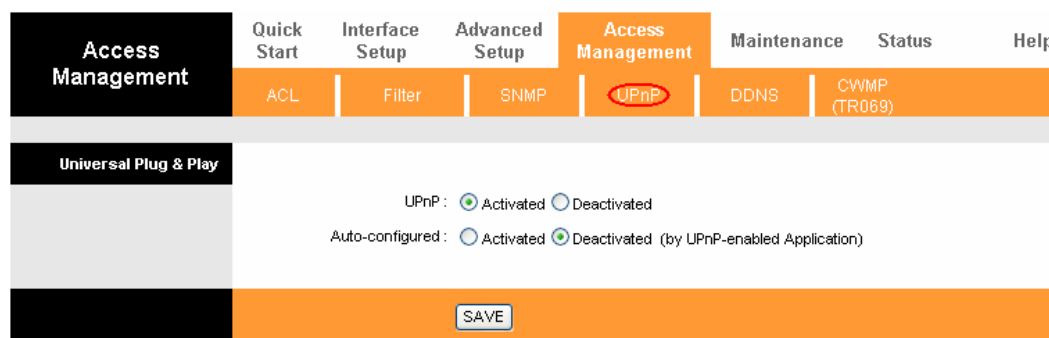 Access Management
Quick Start
Interface Setup
Advanced Setup
Access Management
Maintenance
Status
Help
ACL
Filter
SNMP
UPnP
DDNS
CWMP (TR069)
Universal Plug & Play
UPnP : Activated Deactivated
Auto-configured : Activated Deactivated (by UPnP-enabled Application)
SAVE